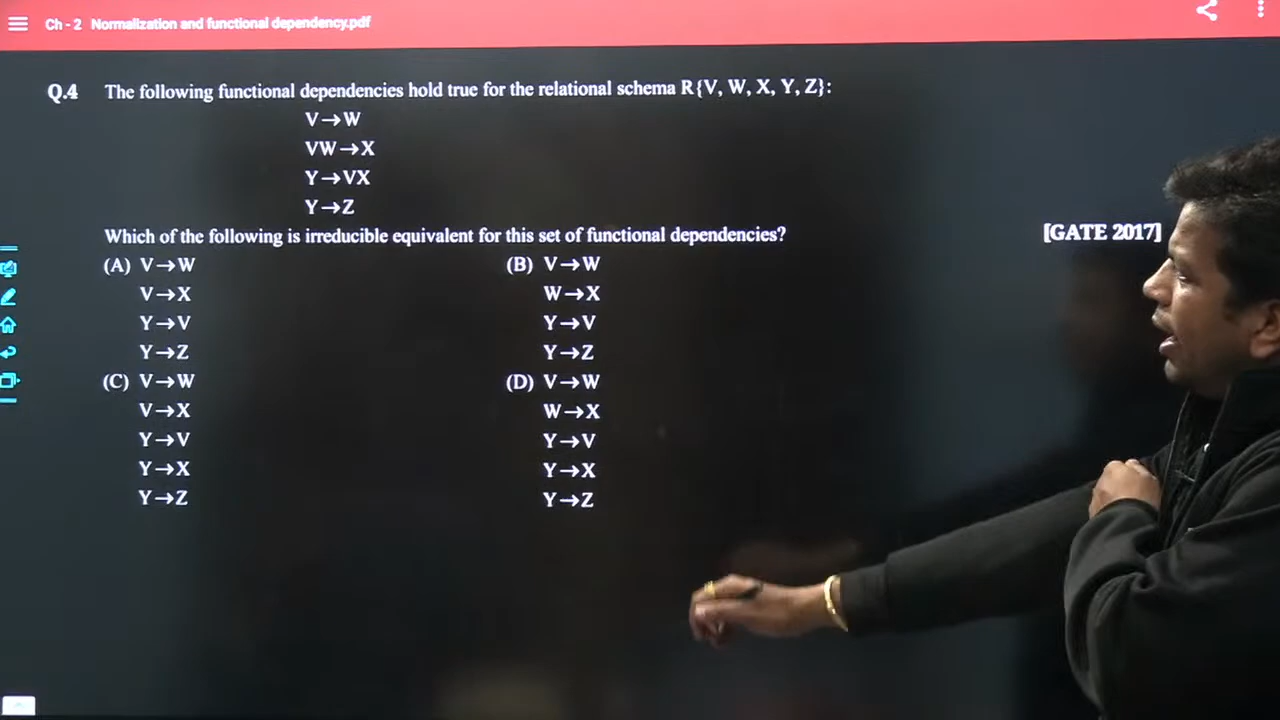 Ch - 2 Normalization and functional dependency.pdf
Q.4 The following functional dependencies hold true for the relational schema R{V, W, X, Y, Z}:
V→W
VW→X
Y→VX
Y→Z
Which of the following is irreducible equivalent for this set of functional dependencies? [GATE 2017]
(A) V→W
V→X
Y→V
Y→Z
(B) V→W
W→X
Y→V
Y→Z
(C) V→W
V→X
Y→V
Y→X
Y→Z
(D) V→W
W→X
Y→V
Y→X
Y→Z